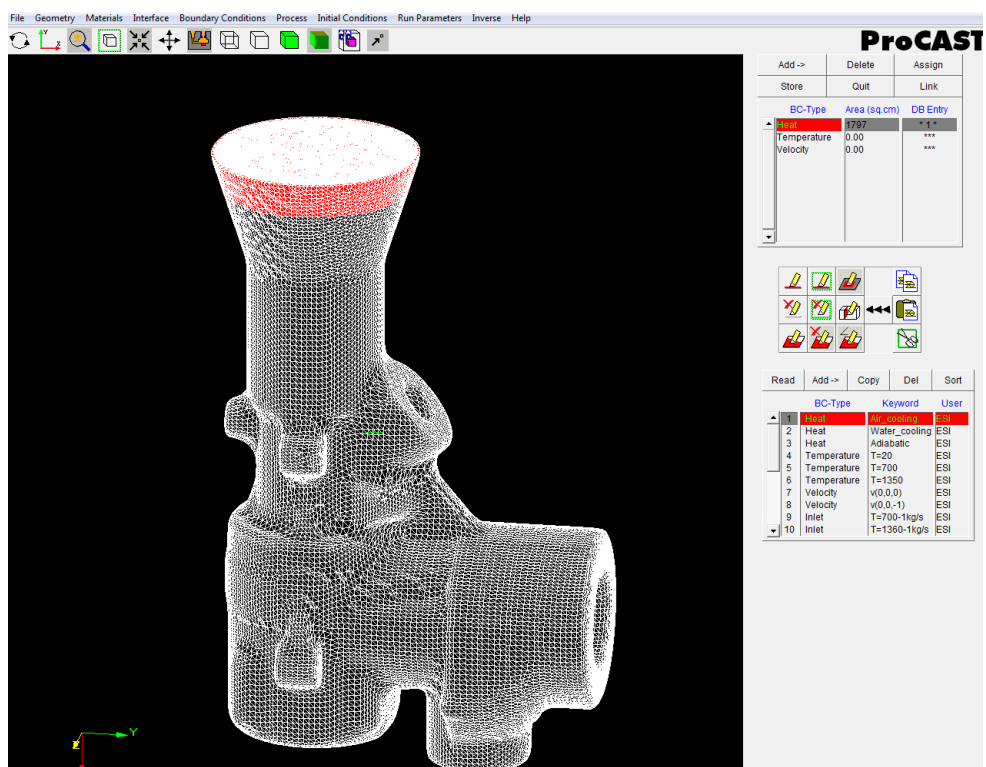 File Geometry Materials Interface Boundary Conditions Process Initial Conditions Run Parameters Inverse Help
Y
X
ProCAST
Add -> Delete Assign
Store Quit Link
BC-Type Area (sq.cm) DB Entry
Heat 1797 * 1 *
Temperature 0.00 ***
Velocity 0.00 ***
Read Add -> Copy Del Sort
BC-Type Keyword User
1 Heat Air_cooling ESI
2 Heat Water_cooling ESI
3 Heat Adiabatic ESI
4 Temperature T=20 ESI
5 Temperature T=700 ESI
6 Temperature T=1350 ESI
7 Velocity v(0,0,0) ESI
8 Velocity v(0,0,-1) ESI
9 Inlet T=700-1kg/s ESI
10 Inlet T=1360-1kg/s ESI
Y
Z